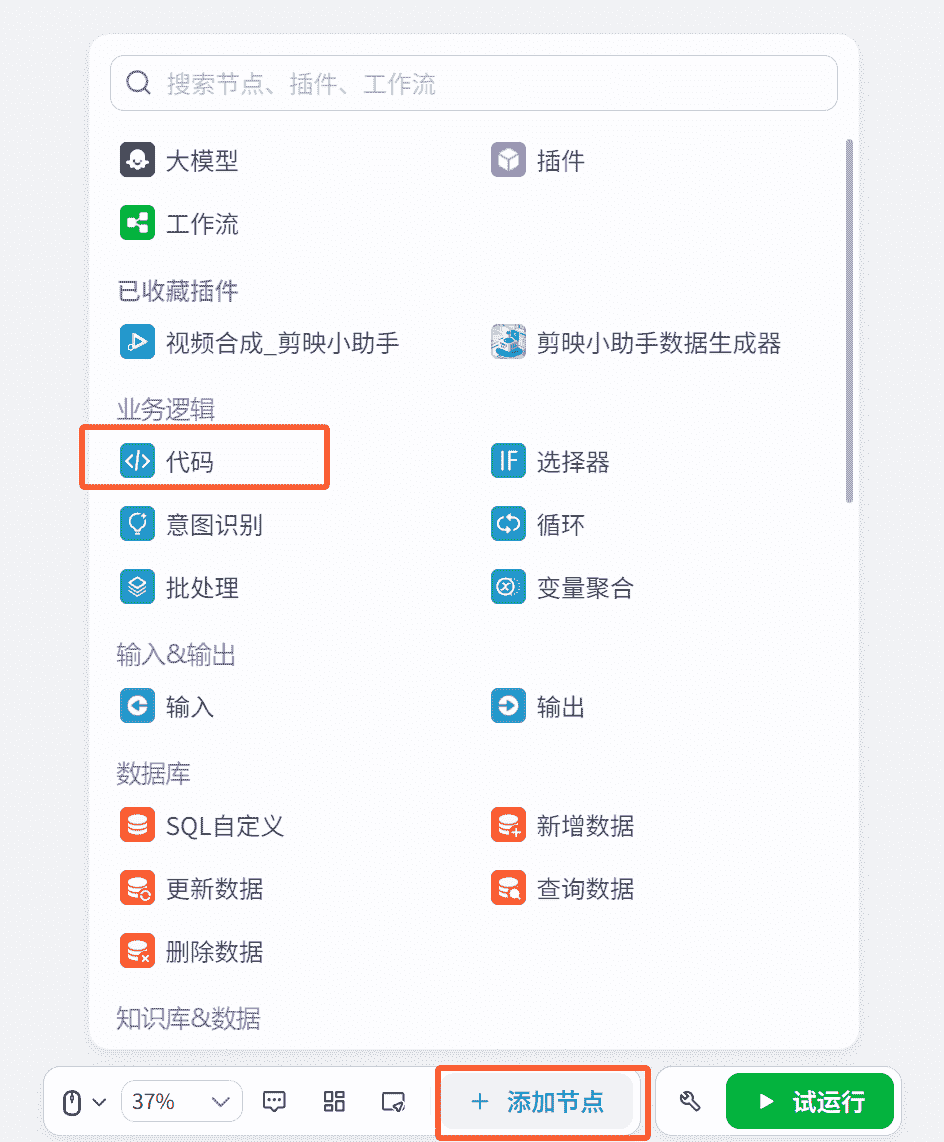 搜索节点、插件、工作流
大模型
插件
工作流
已收藏插件
视频合成_剪映小助手
剪映小助手数据生成器
业务逻辑
代码
IF
选择器
意图识别
循环
批处理
变量聚合
输入&输出
输入
输出
数据库
SQL自定义
新增数据
更新数据
查询数据
删除数据
知识库&数据
37%
+ 添加节点
试运行